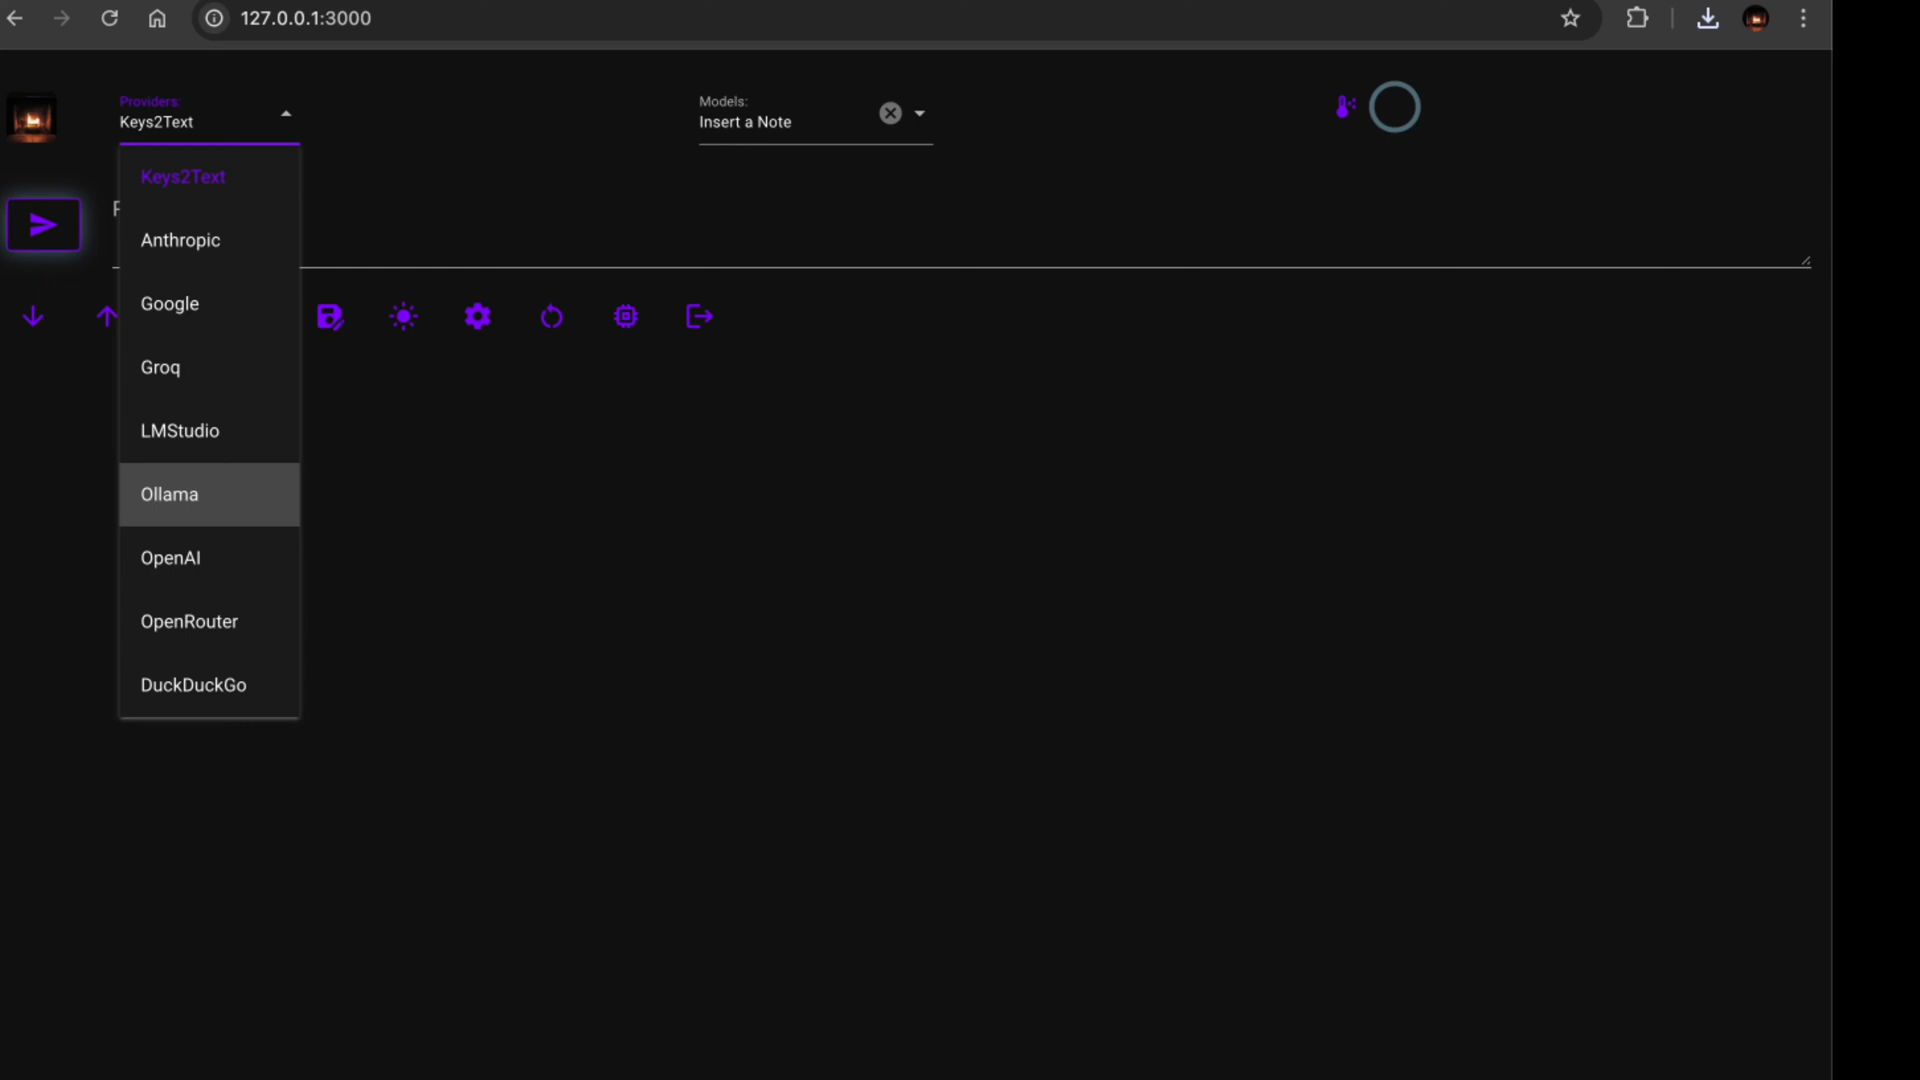 127.0.0.1:3000
Providers:
Keys2Text
Models:
Insert a Note
Keys2Text
Anthropic
Google
Groq
LMStudio
Ollama
OpenAI
OpenRouter
DuckDuckGo